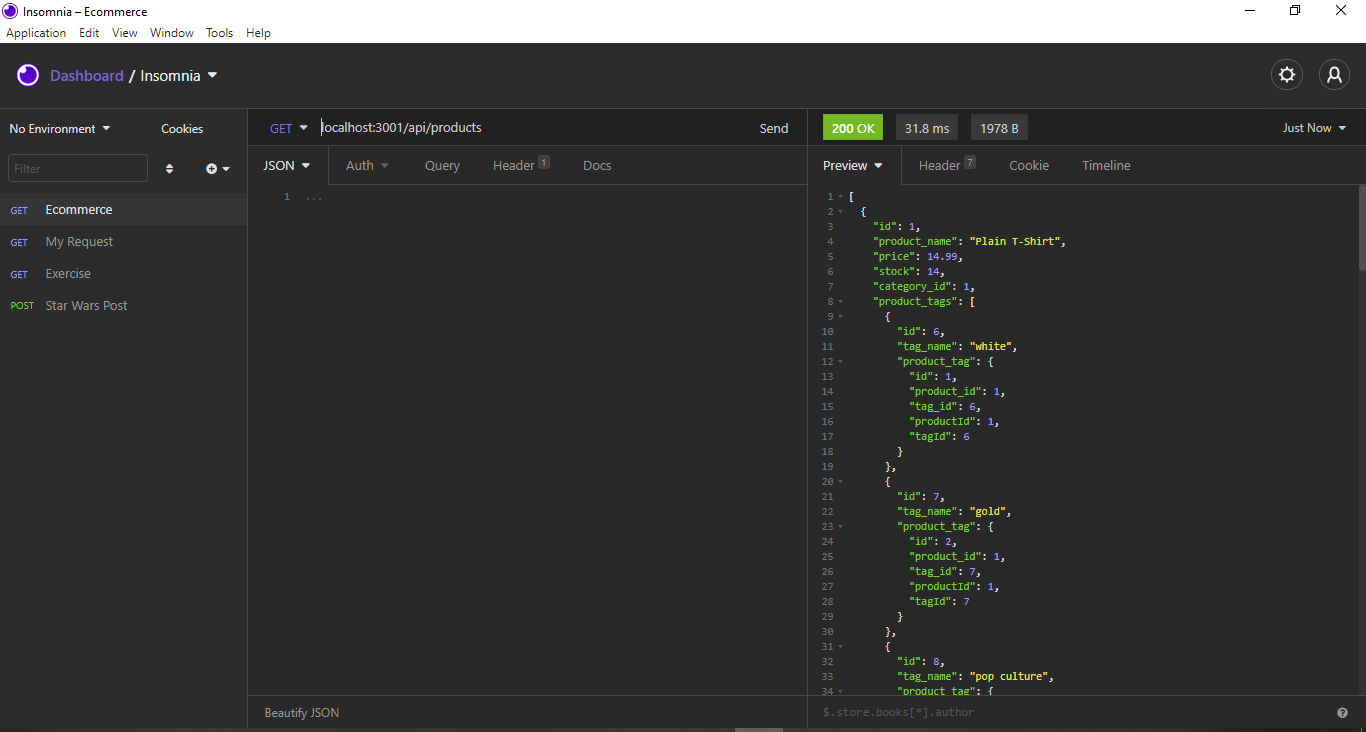 Insomnia – Ecommerce
Application Edit View Window Tools Help
Dashboard / Insomnia
No Environment Cookies
Filter
GET Ecommerce
GET My Request
GET Exercise
POST Star Wars Post
GET localhost:3001/api/products Send
JSON Auth Query Header 1 Docs
1 ...
Beautify JSON
200 OK 31.8 ms 1978 B Just Now
Preview Header 7 Cookie Timeline
1 [
2 {
3 "id": 1,
4 "product_name": "Plain T-Shirt",
5 "price": 14.99,
6 "stock": 14,
7 "category_id": 1,
8 "product_tags": [
9 {
10 "id": 6,
11 "tag_name": "white",
12 "product_tag": {
13 "id": 1,
14 "product_id": 1,
15 "tag_id": 6,
16 "productId": 1,
17 "tagId": 6
18 }
19 },
20 {
21 "id": 7,
22 "tag_name": "gold",
23 "product_tag": {
24 "id": 2,
25 "product_id": 1,
26 "tag_id": 7,
27 "productId": 1,
28 "tagId": 7
29 }
30 },
31 {
32 "id": 8,
33 "tag_name": "pop culture",
34 "product_tag": {
$.store.books[*].author